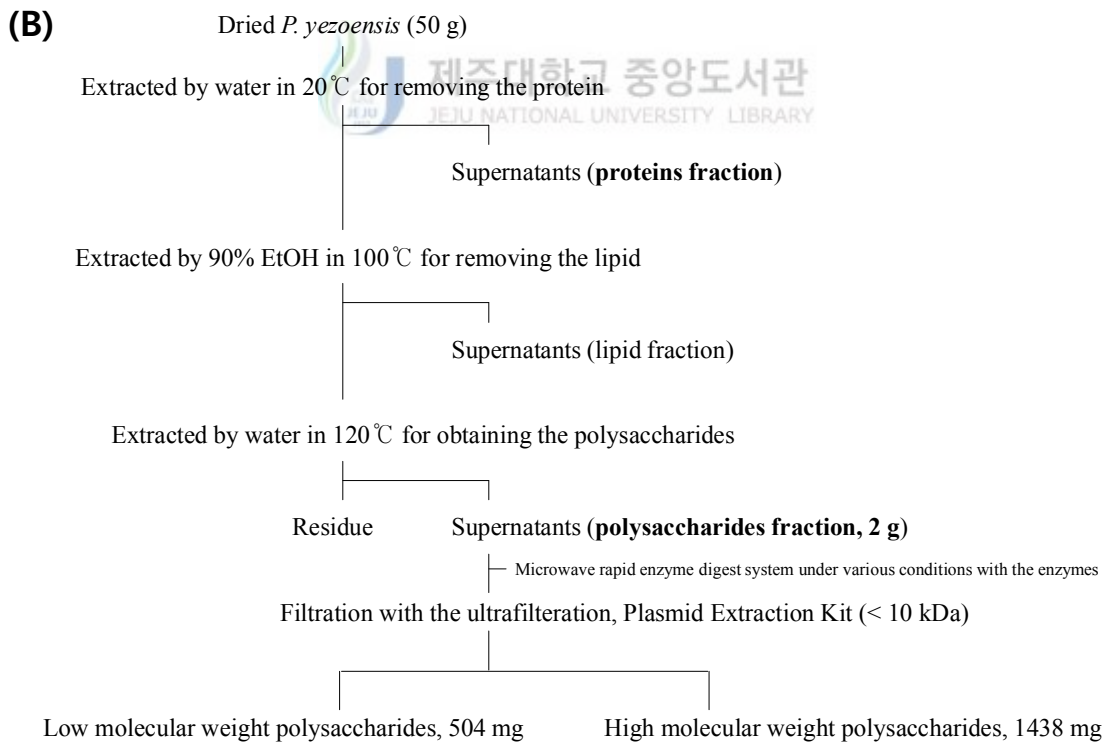 (B)
Dried P. yezoensis (50 g)
제주대학교 중앙도서관
JEJU NATIONAL UNIVERSITY LIBRARY
JEJU
Extracted by water in 20℃ for removing the protein
Supernatants (proteins fraction)
Extracted by 90% EtOH in 100℃ for removing the lipid
Supernatants (lipid fraction)
Extracted by water in 120℃ for obtaining the polysaccharides
Residue
Supernatants (polysaccharides fraction, 2 g)
Microwave rapid enzyme digest system under various conditions with the enzymes
Filtration with the ultrafilteration, Plasmid Extraction Kit (< 10 kDa)
Low molecular weight polysaccharides, 504 mg
High molecular weight polysaccharides, 1438 mg